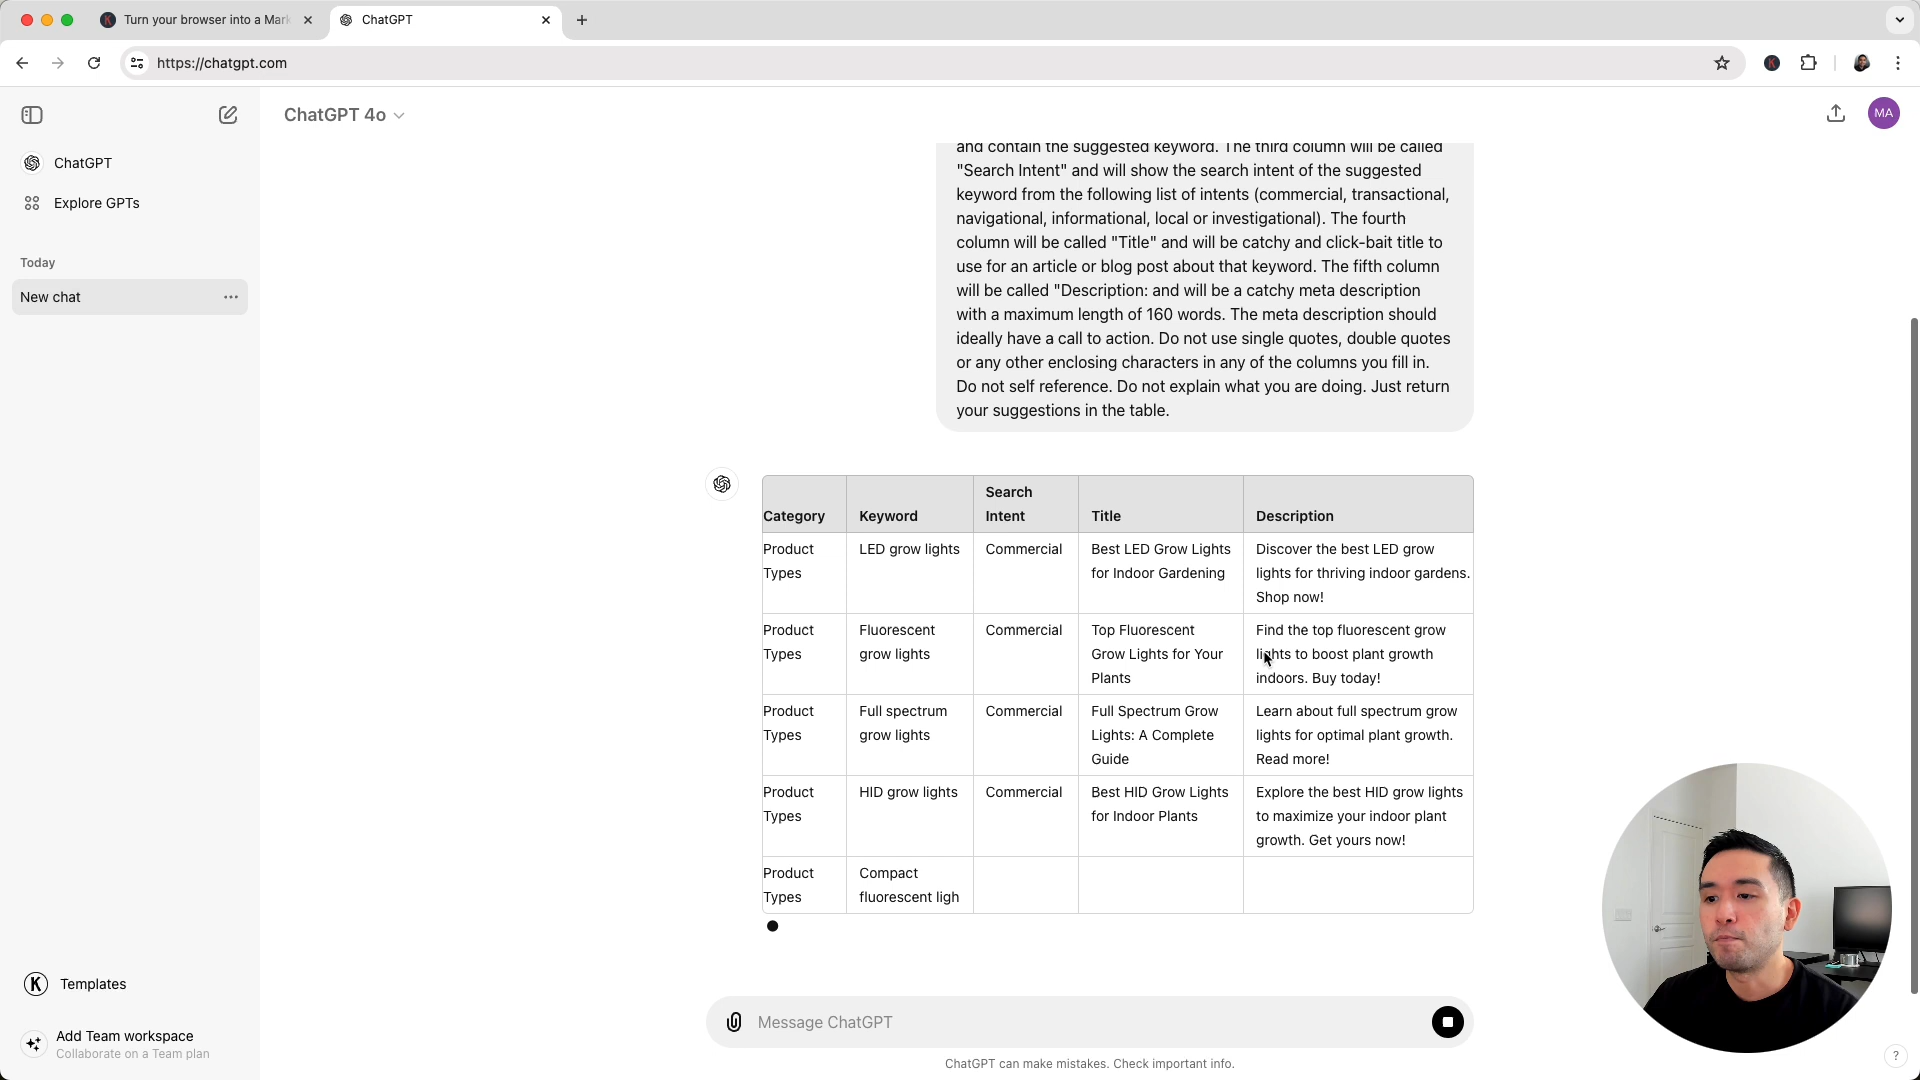 Turn your browser into a Mark
ChatGPT
https://chatgpt.com
ChatGPT 4o
MA
ChatGPT
Explore GPTs
Today
New chat
and contain the suggested keyword. The third column will be called
"Search Intent" and will show the search intent of the suggested
keyword from the following list of intents (commercial, transactional,
navigational, informational, local or investigational). The fourth
column will be called "Title" and will be catchy and click-bait title to
use for an article or blog post about that keyword. The fifth column
will be called "Description: and will be a catchy meta description
with a maximum length of 160 words. The meta description should
ideally have a call to action. Do not use single quotes, double quotes
or any other enclosing characters in any of the columns you fill in.
Do not self reference. Do not explain what you are doing. Just return
your suggestions in the table.
Category Keyword Search Intent Title Description
Product Types LED grow lights Commercial Best LED Grow Lights for Indoor Gardening Discover the best LED grow lights for thriving indoor gardens. Shop now!
Product Types Fluorescent grow lights Commercial Top Fluorescent Grow Lights for Your Plants Find the top fluorescent grow lights to boost plant growth indoors. Buy today!
Product Types Full spectrum grow lights Commercial Full Spectrum Grow Lights: A Complete Guide Learn about full spectrum grow lights for optimal plant growth. Read more!
Product Types HID grow lights Commercial Best HID Grow Lights for Indoor Plants Explore the best HID grow lights to maximize your indoor plant growth. Get yours now!
Product Types Compact fluorescent ligh
K Templates
Add Team workspace
Collaborate on a Team plan
Message ChatGPT
ChatGPT can make mistakes. Check important info.
?